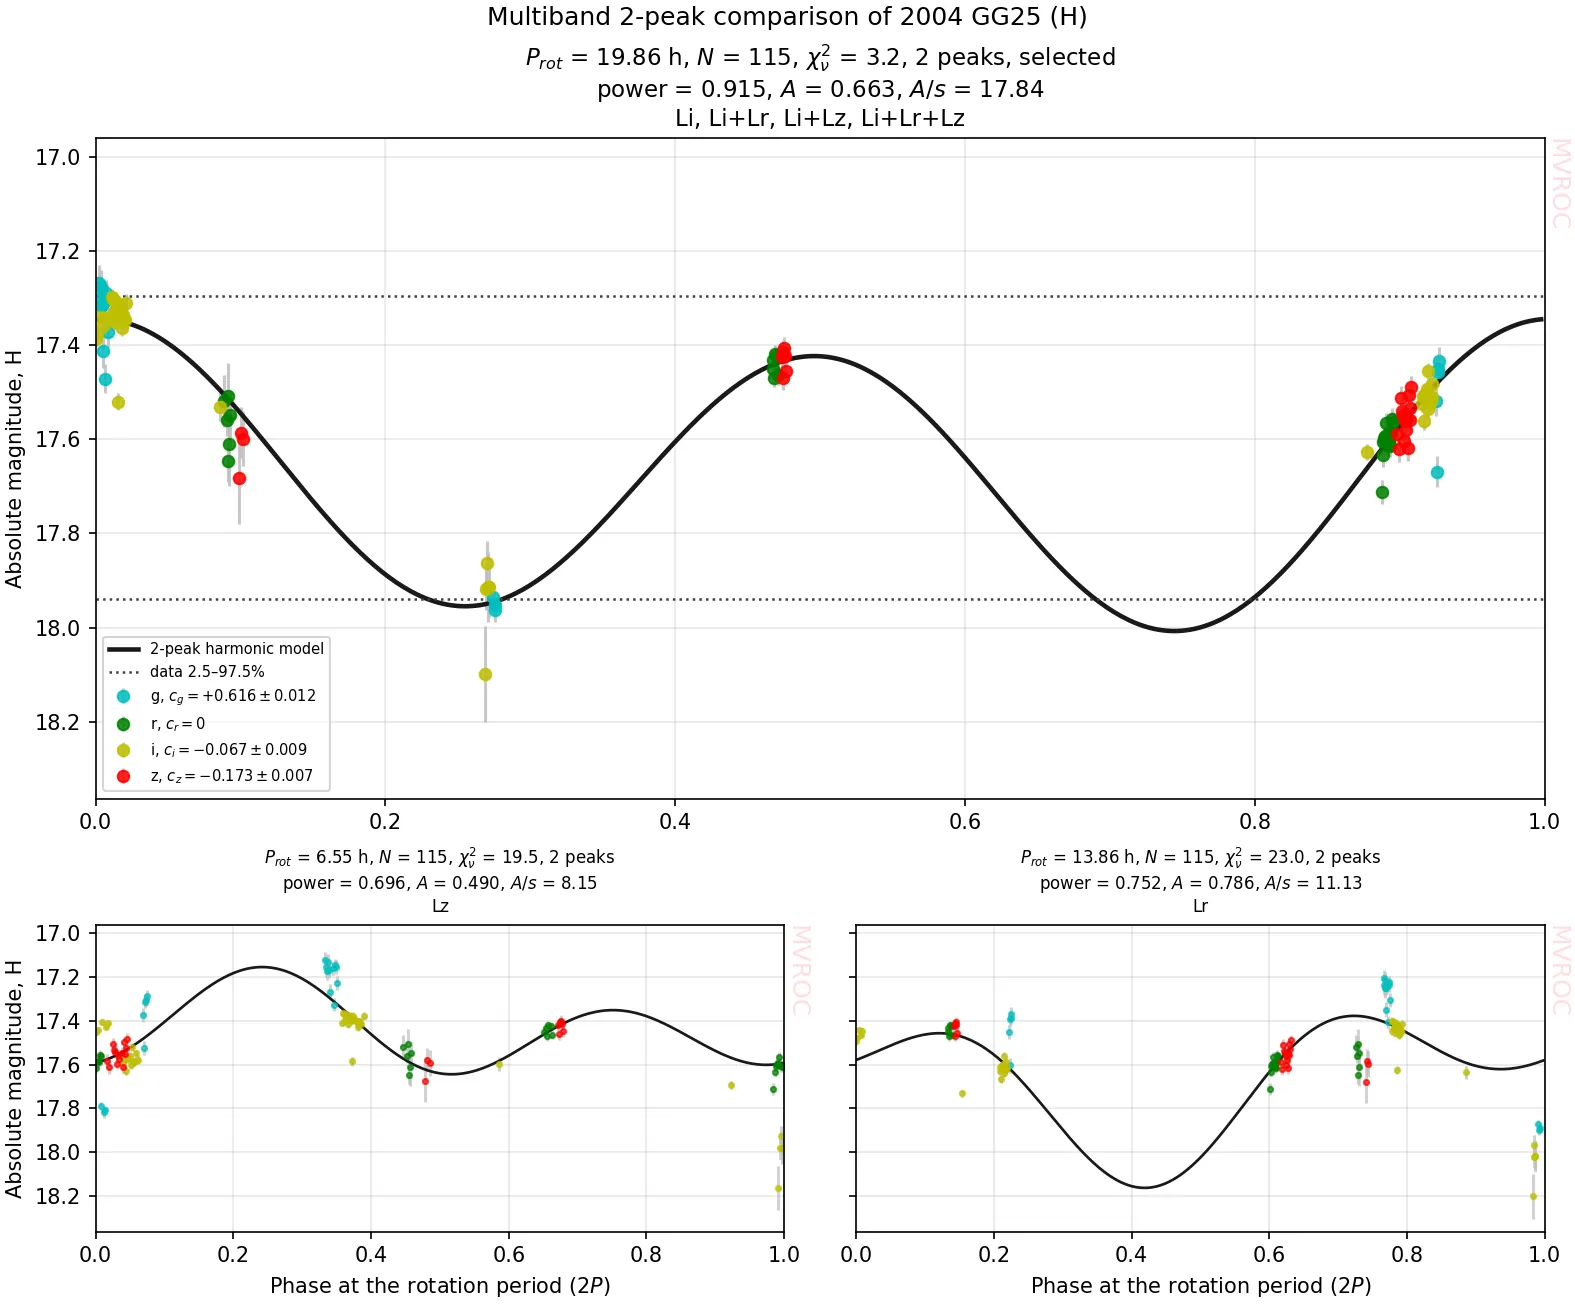 Multiband 2-peak comparison of 2004 GG25 (H)
P_rot = 19.86 h, N = 115, χ²_ν = 3.2, 2 peaks, selected
power = 0.915, A = 0.663, A/s = 17.84
Li, Li+Lr, Li+Lz, Li+Lr+Lz
MVROC
Absolute magnitude, H
17.0
17.2
17.4
17.6
17.8
18.0
18.2
2-peak harmonic model
data 2.5–97.5%
g, c_g = +0.616 ± 0.012
r, c_r = 0
i, c_i = −0.067 ± 0.009
z, c_z = −0.173 ± 0.007
0.0 0.2 0.4 0.6 0.8 1.0
P_rot = 6.55 h, N = 115, χ²_ν = 19.5, 2 peaks
power = 0.696, A = 0.490, A/s = 8.15
Lz
MVROC
Absolute magnitude, H
17.0
17.2
17.4
17.6
17.8
18.0
18.2
0.0 0.2 0.4 0.6 0.8 1.0
Phase at the rotation period (2P)
P_rot = 13.86 h, N = 115, χ²_ν = 23.0, 2 peaks
power = 0.752, A = 0.786, A/s = 11.13
Lr
MVROC
0.0 0.2 0.4 0.6 0.8 1.0
Phase at the rotation period (2P)